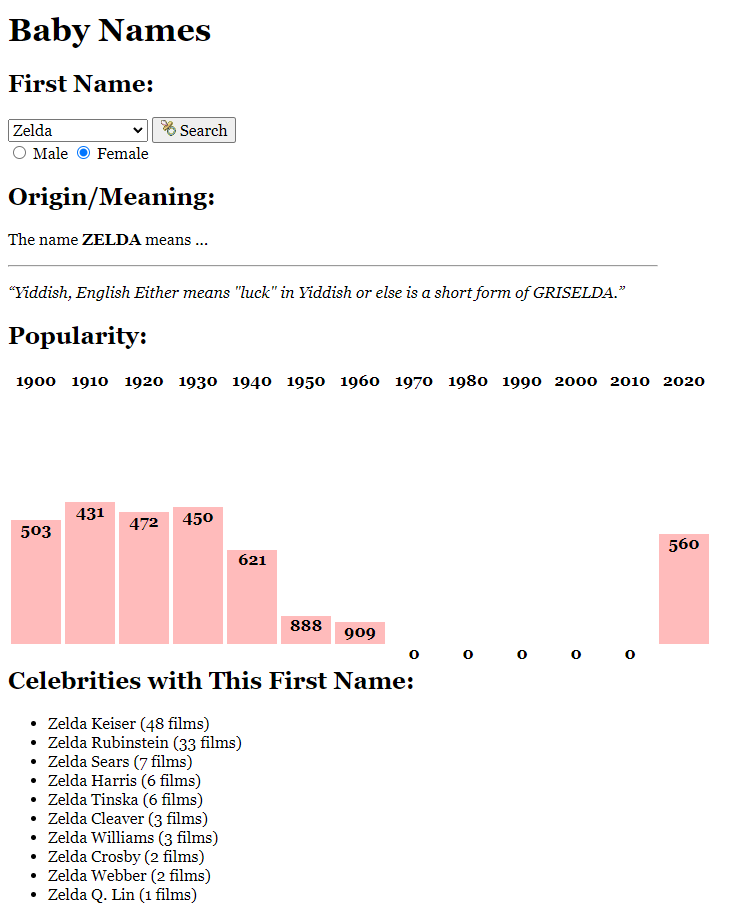 Baby Names
First Name:
Zelda Search
Male Female
Origin/Meaning:
The name ZELDA means ...
“Yiddish, English Either means "luck" in Yiddish or else is a short form of GRISELDA.”
Popularity:
1900 1910 1920 1930 1940 1950 1960 1970 1980 1990 2000 2010 2020
503 431 472 450 621 888 909 0 0 0 0 0 560
Celebrities with This First Name:
• Zelda Keiser (48 films)
• Zelda Rubinstein (33 films)
• Zelda Sears (7 films)
• Zelda Harris (6 films)
• Zelda Tinska (6 films)
• Zelda Cleaver (3 films)
• Zelda Williams (3 films)
• Zelda Crosby (2 films)
• Zelda Webber (2 films)
• Zelda Q. Lin (1 films)